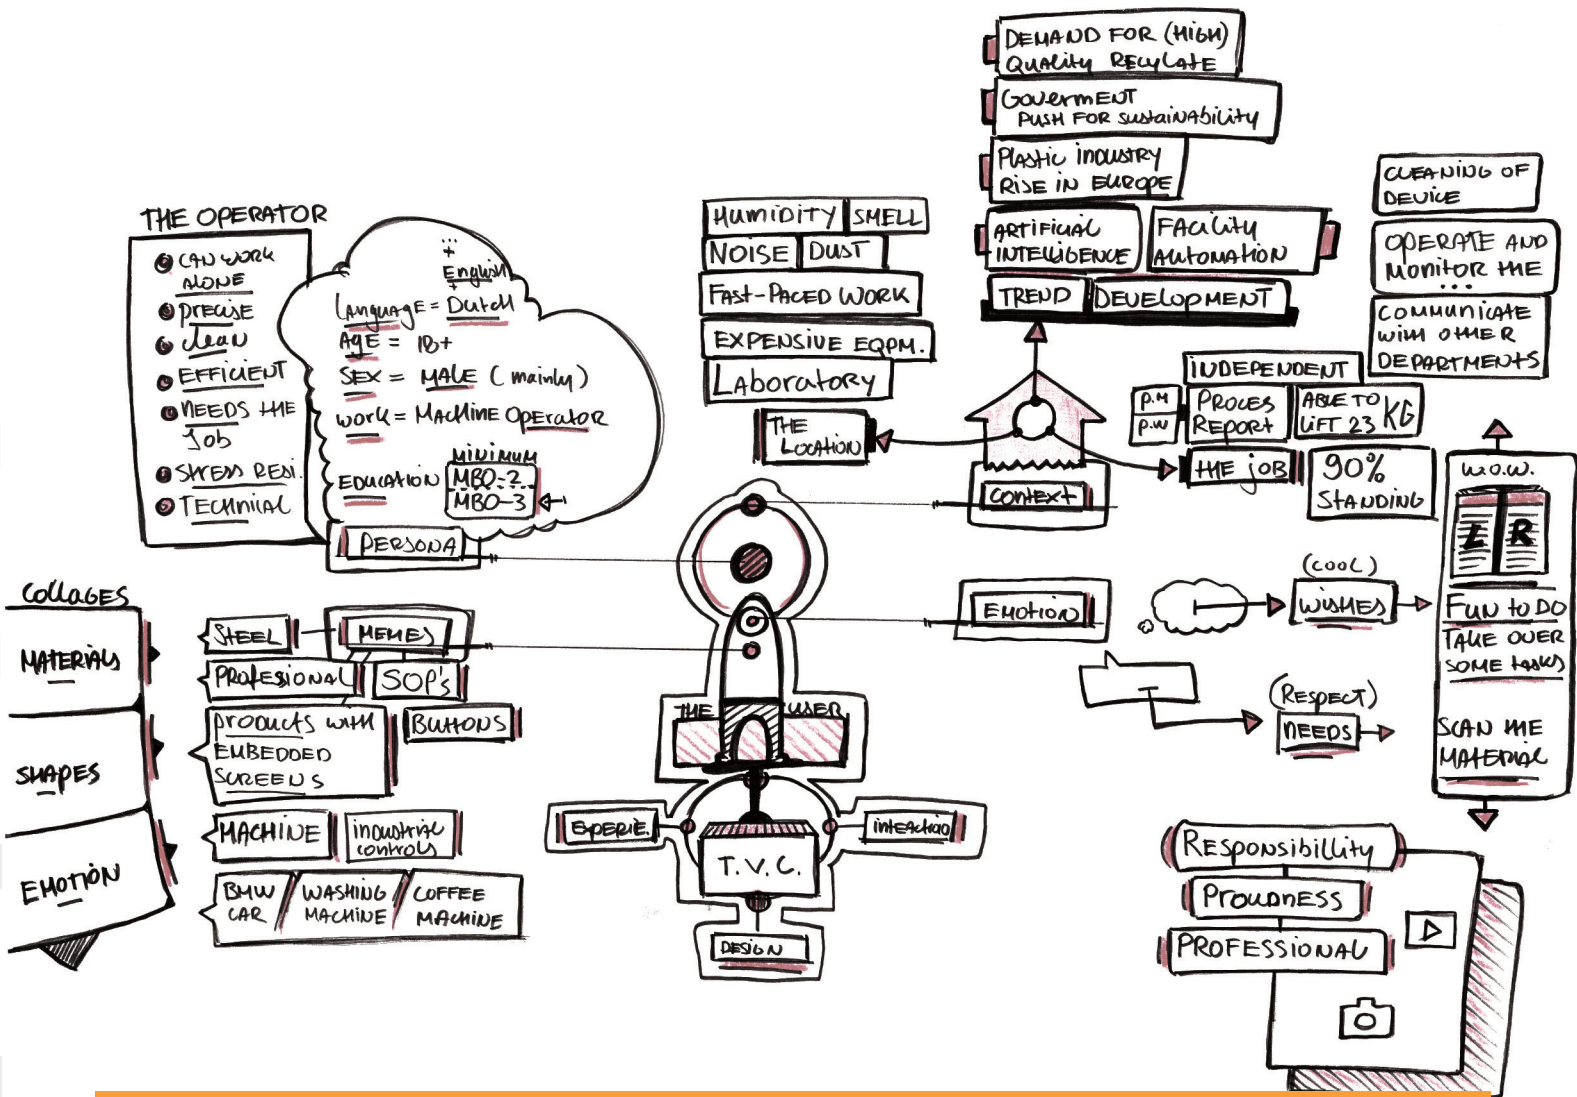 DEMAND FOR (HIGH)
QUALITY RECYLATE
GOVERMENT
PUSH FOR SUSTAINABILITY
PLASTIC INDUSTRY
RISE IN EUROPE
ARTIFICIAL
INTELLIGENCE
FACILITY
AUTOMATION
TREND
DEVELOPMENT
HUMIDITY
SMELL
NOISE
DUST
FAST-PACED WORK
EXPENSIVE EQPM.
LABORATORY
THE
LOCATION
CLEANING OF
DEVICE
OPERATE AND
MONITOR THE
...
COMMUNICATE
WITH OTHER
DEPARTMENTS
INDEPENDENT
P.M
P.W
PROCES
REPORT
ABLE TO
LIFT 23 KG
THE JOB
90%
STANDING
CONTEXT
THE OPERATOR
CAN WORK
ALONE
PRECISE
CLEAN
EFFICIENT
NEEDS THE
JOB
STRESS RESI.
TECHNICAL
...
+
English
+
LANGUAGE = Dutch
AGE = 18+
SEX = MALE (mainly)
WORK = MACHINE OPERATOR
MINIMUM
EDUCATION
MBO-2
MBO-3
PERSONA
COLLAGES
MATERIALS
SHAPES
EMOTION
STEEL
MEMES
PROFESIONAL
SOP's
PRODUCTS WITH
EMBEDDED
SCREENS
BUTTONS
MACHINE
INDUSTRIAL
CONTROLS
BMW
CAR
WASHING
MACHINE
COFFEE
MACHINE
THE USER
EXPERIE.
T.V.C.
DESIGN
EMOTION
(COOL)
WISHES
(RESPECT)
NEEDS
W.O.W.
L R
FUN TO DO
TAKE OVER
SOME TASKS
SCAN THE
MATERIAL
RESPONSIBILLITY
PROUDNESS
PROFESSIONAL